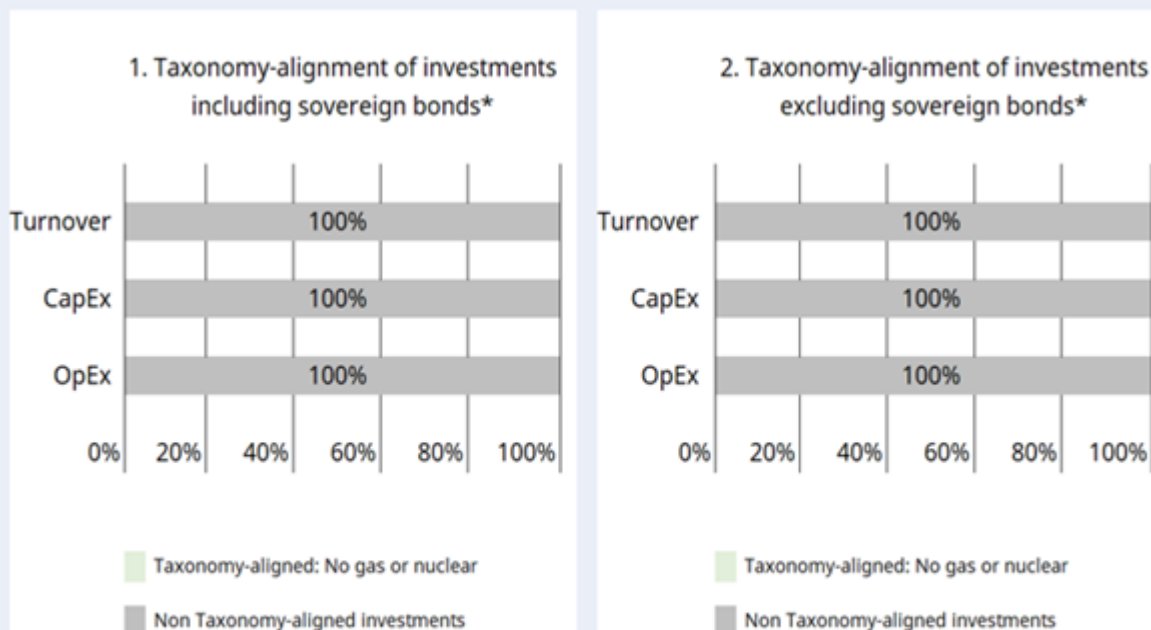 1. Taxonomy-alignment of investments
including sovereign bonds*
Turnover 100%
CapEx 100%
OpEx 100%
0% 20% 40% 60% 80% 100%
Taxonomy-aligned: No gas or nuclear
Non Taxonomy-aligned investments
2. Taxonomy-alignment of investments
excluding sovereign bonds*
Turnover 100%
CapEx 100%
OpEx 100%
0% 20% 40% 60% 80% 100%
Taxonomy-aligned: No gas or nuclear
Non Taxonomy-aligned investments